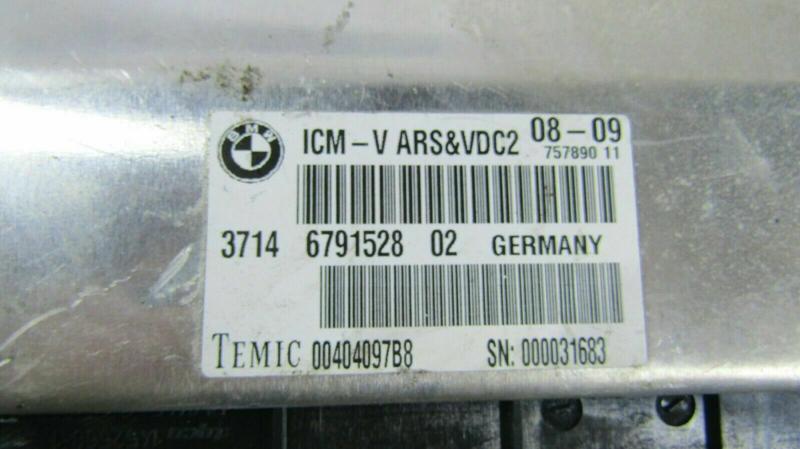 BMW
ICM-V ARS&VDC2 08-09
757890 11
3714 6791528 02 GERMANY
TEMIC 00404097B8 SN: 000031683